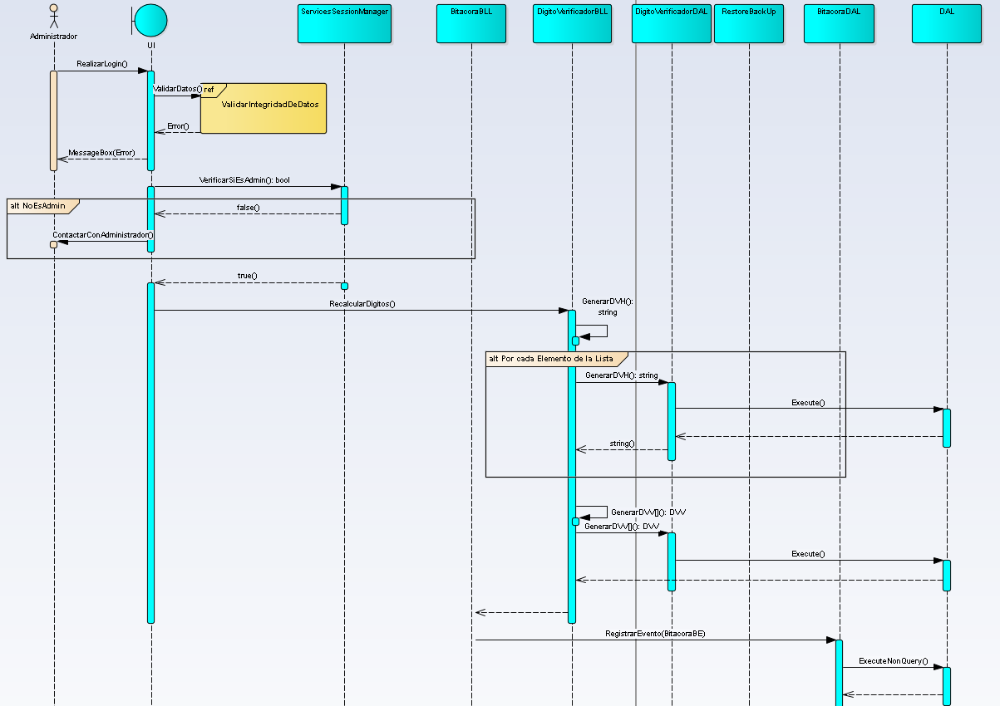 Administrador
UI
ServicesSessionManager
BitacoraBLL
DigitoVerificadorBLL
DigitoVerificadorDAL
RestoreBackUp
BitacoraDAL
DAL
RealizarLogin()
ValidarDatos()
ref
ValidarIntegridadDeDatos
Error()
MessageBox(Error)
VerificarSiEsAdmin(): bool
alt NoEsAdmin
false()
ContactarConAdministrador()
true()
RecalcularDigitos()
GenerarDVH():
string
alt Por cada Elemento de la Lista
GenerarDVH(): string
Execute()
string()
GenerarDVV[](): DVV
GenerarDVV[](): DVV
Execute()
RegistrarEvento(BitacoraBE)
ExecuteNonQuery()